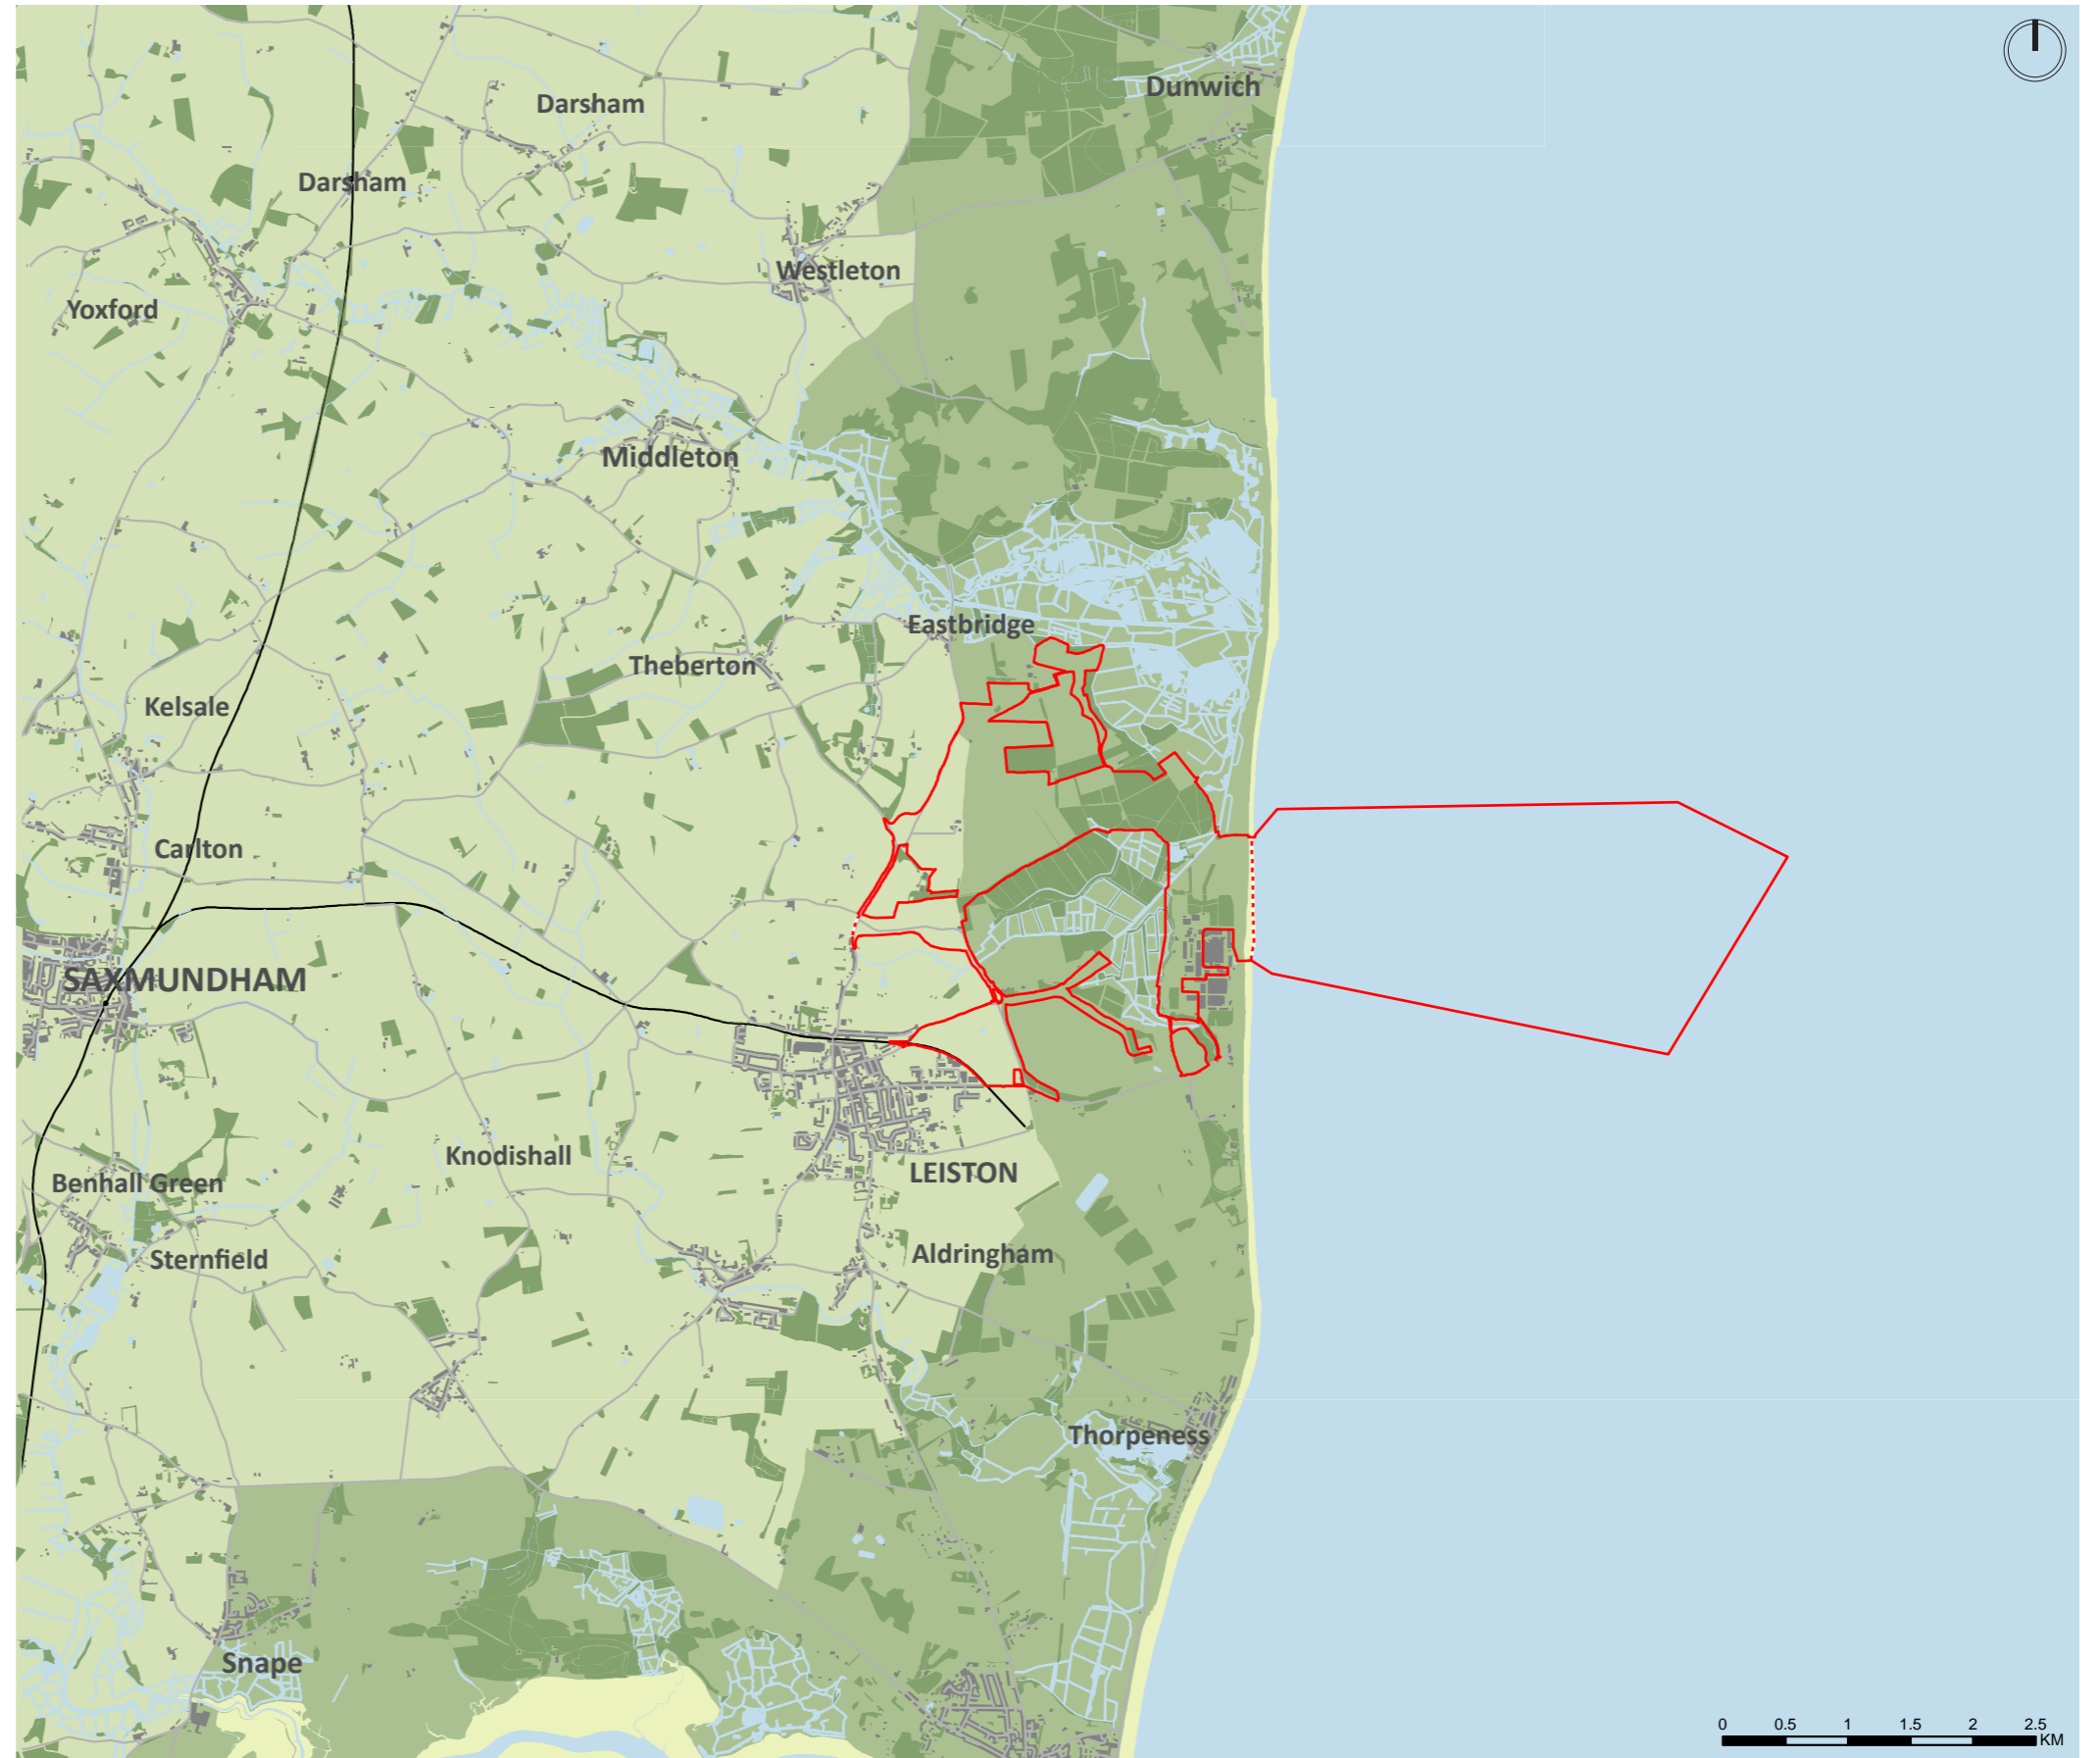 Dunwich
Darsham
Darsham
Westleton
Yoxford
Middleton
Eastbridge
Theberton
Kelsale
Carlton
SAXMUNDHAM
Knodishall
LEISTON
Benhall Green
Aldringham
Sternfield
Thorpeness
Snape
0 0.5 1 1.5 2 2.5
KM